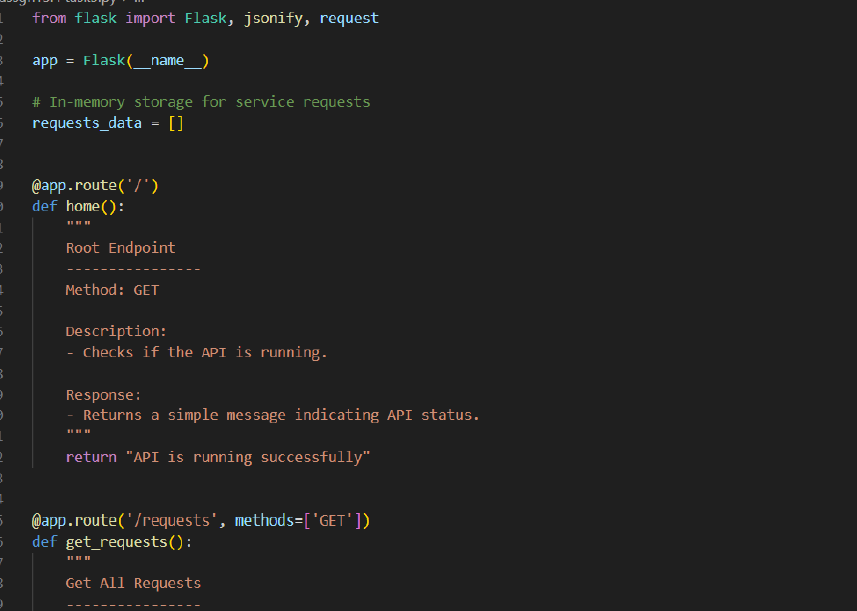 from flask import Flask, jsonify, request
app = Flask(__name__)
# In-memory storage for service requests
requests_data = []
@app.route('/')
def home():
"""
Root Endpoint
----------------
Method: GET
Description:
- Checks if the API is running.
Response:
- Returns a simple message indicating API status.
"""
return "API is running successfully"
@app.route('/requests', methods=['GET'])
def get_requests():
"""
Get All Requests
----------------